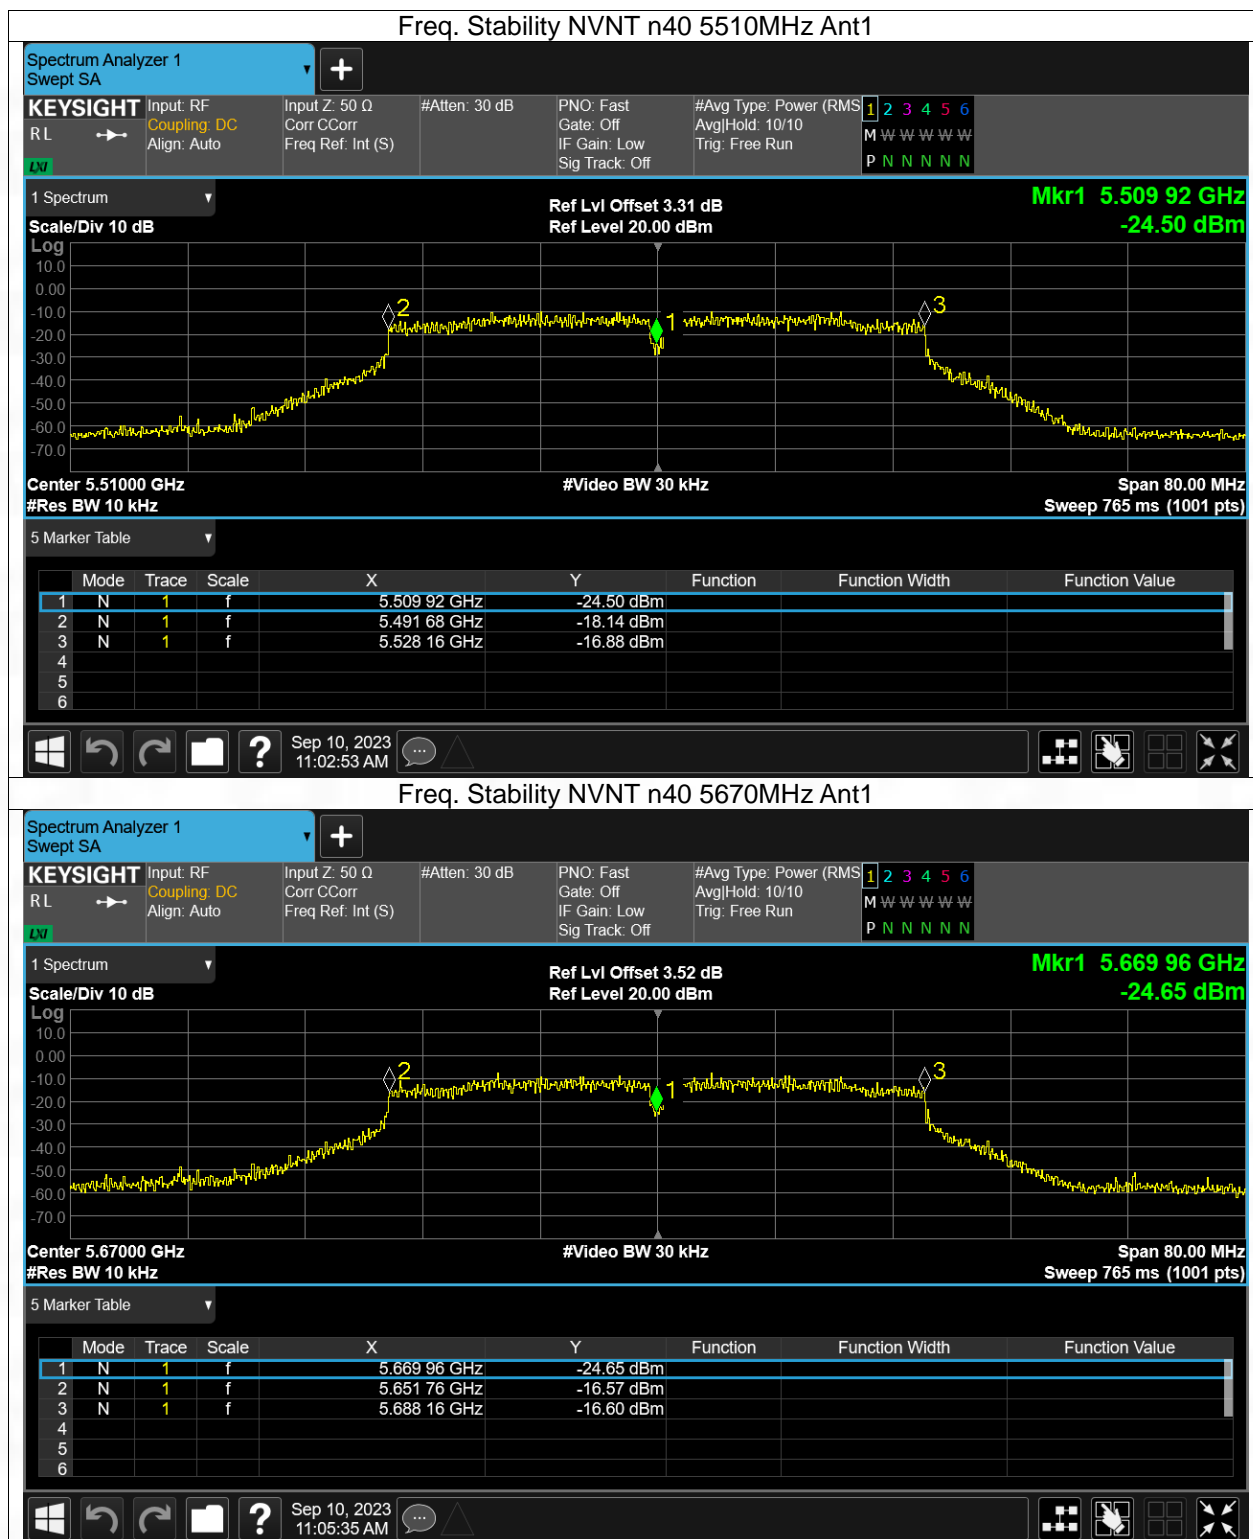 Freq. Stability NVNT n40 5510MHz Ant1
Spectrum Analyzer 1
Swept SA
+
KEYSIGHT Input: RF Input Z: 50 Ω #Atten: 30 dB PNO: Fast #Avg Type: Power (RMS 1 2 3 4 5 6
RL Coupling: DC Corr CCorr Gate: Off Avg|Hold: 10/10 M W W W W W
Align: Auto Freq Ref: Int (S) IF Gain: Low Trig: Free Run
LXI Sig Track: Off P N N N N N
1 Spectrum Ref Lvl Offset 3.31 dB Mkr1 5.509 92 GHz
Scale/Div 10 dB Ref Level 20.00 dBm -24.50 dBm
Log
10.0
0.00
-10.0
-20.0
-30.0
-40.0
-50.0
-60.0
-70.0
2 1 3
Center 5.51000 GHz #Video BW 30 kHz Span 80.00 MHz
#Res BW 10 kHz Sweep 765 ms (1001 pts)
5 Marker Table
Mode Trace Scale X Y Function Function Width Function Value
1 N 1 f 5.509 92 GHz -24.50 dBm
2 N 1 f 5.491 68 GHz -18.14 dBm
3 N 1 f 5.528 16 GHz -16.88 dBm
4
5
6
? Sep 10, 2023
11:02:53 AM
Freq. Stability NVNT n40 5670MHz Ant1
Spectrum Analyzer 1
Swept SA
+
KEYSIGHT Input: RF Input Z: 50 Ω #Atten: 30 dB PNO: Fast #Avg Type: Power (RMS 1 2 3 4 5 6
RL Coupling: DC Corr CCorr Gate: Off Avg|Hold: 10/10 M W W W W W
Align: Auto Freq Ref: Int (S) IF Gain: Low Trig: Free Run
LXI Sig Track: Off P N N N N N
1 Spectrum Ref Lvl Offset 3.52 dB Mkr1 5.669 96 GHz
Scale/Div 10 dB Ref Level 20.00 dBm -24.65 dBm
Log
10.0
0.00
-10.0
-20.0
-30.0
-40.0
-50.0
-60.0
-70.0
2 1 3
Center 5.67000 GHz #Video BW 30 kHz Span 80.00 MHz
#Res BW 10 kHz Sweep 765 ms (1001 pts)
5 Marker Table
Mode Trace Scale X Y Function Function Width Function Value
1 N 1 f 5.669 96 GHz -24.65 dBm
2 N 1 f 5.651 76 GHz -16.57 dBm
3 N 1 f 5.688 16 GHz -16.60 dBm
4
5
6
? Sep 10, 2023
11:05:35 AM